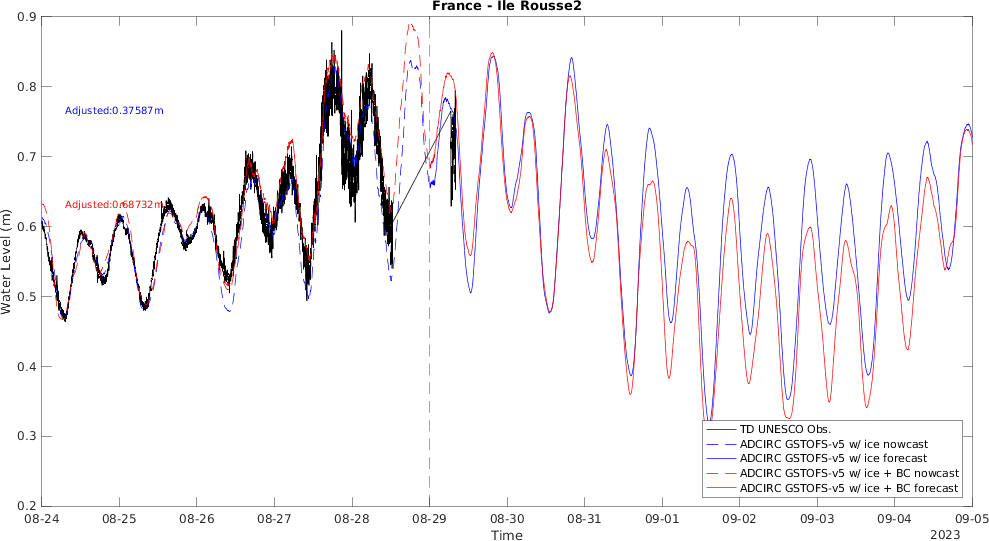 France - Ile Rousse2
0.9
0.8
0.7
0.6
0.5
0.4
0.3
0.2
Water Level (m)
Adjusted:0.37587m
Adjusted:0.68732m
TD UNESCO Obs.
ADCIRC GSTOFS-v5 w/ ice nowcast
ADCIRC GSTOFS-v5 w/ ice forecast
ADCIRC GSTOFS-v5 w/ ice + BC nowcast
ADCIRC GSTOFS-v5 w/ ice + BC forecast
08-24 08-25 08-26 08-27 08-28 08-29 08-30 08-31 09-01 09-02 09-03 09-04 09-05
Time
2023